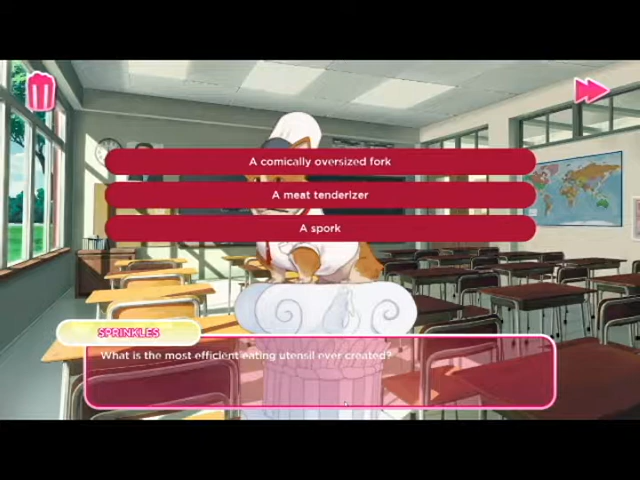 A comically oversized fork
A meat tenderizer
A spork
SPRINKLES
What is the most efficient eating utensil ever created?